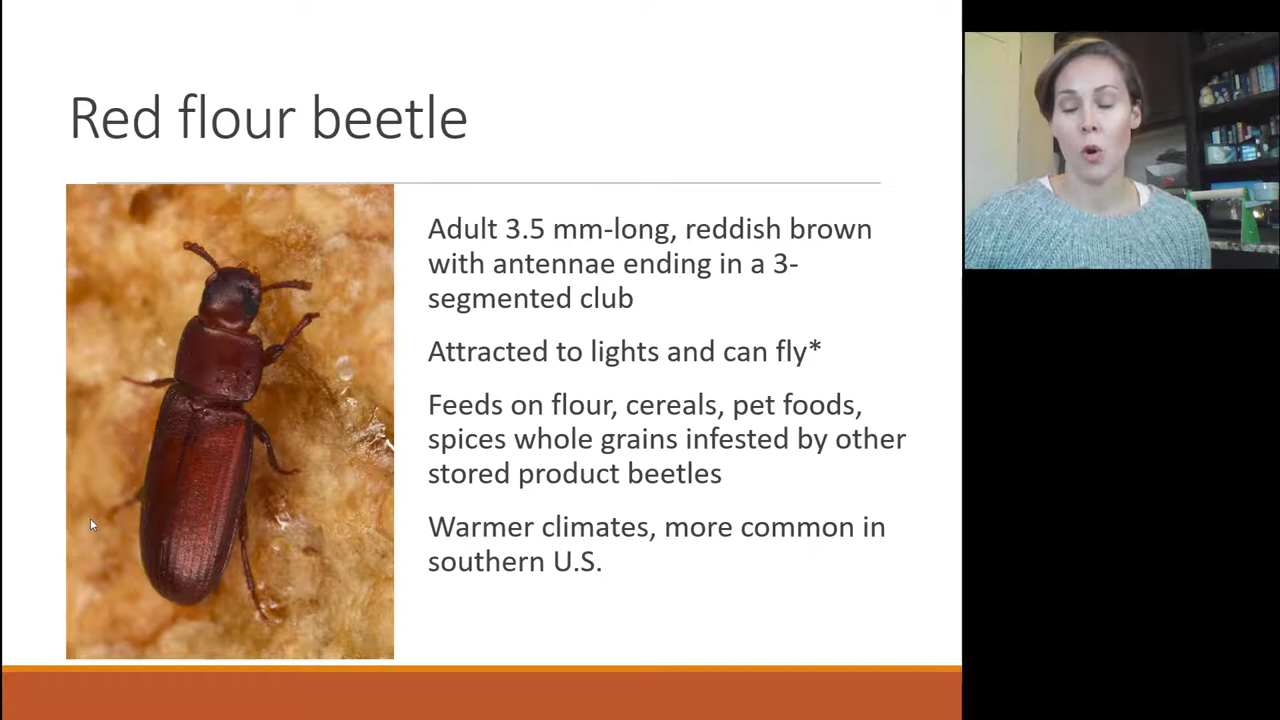 Red flour beetle
Adult 3.5 mm-long, reddish brown
with antennae ending in a 3-
segmented club
Attracted to lights and can fly*
Feeds on flour, cereals, pet foods,
spices whole grains infested by other
stored product beetles
Warmer climates, more common in
southern U.S.